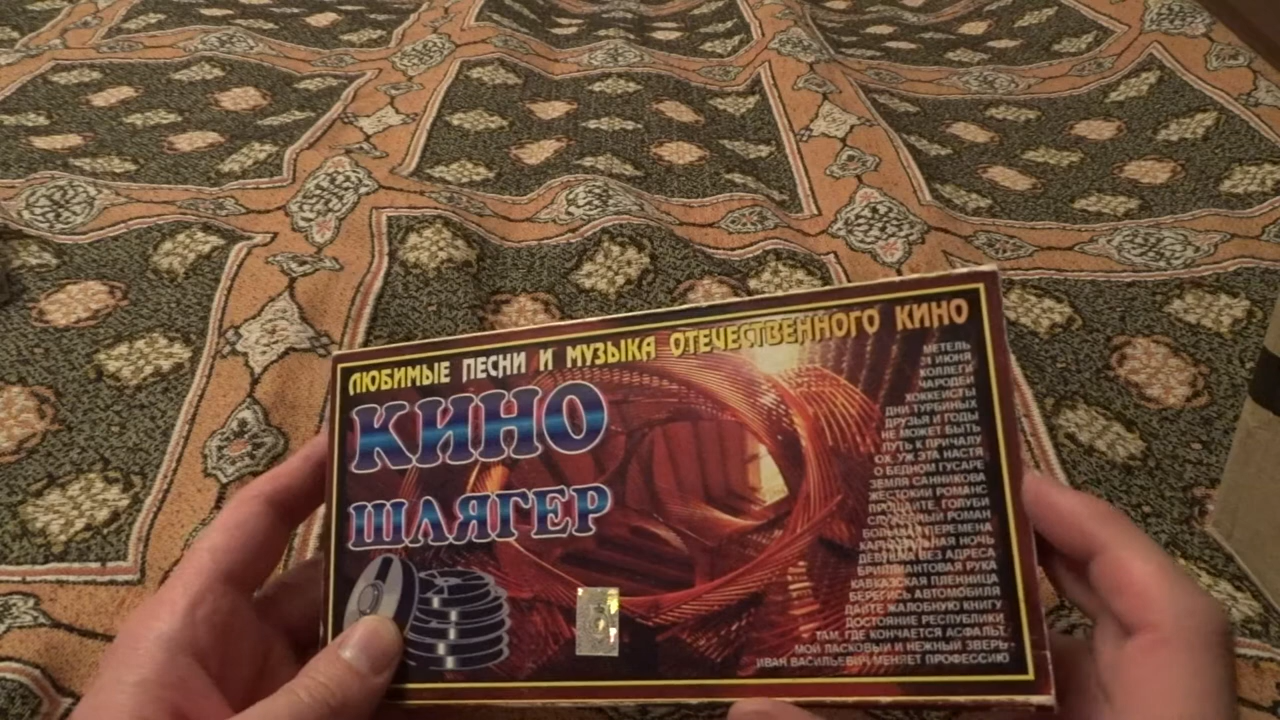 ЛЮБИМЫЕ ПЕСНИ И МУЗЫКА ОТЕЧЕСТВЕННОГО КИНО
КИНО
ШЛЯГЕР
МЕТЕЛЬ
31 ИЮНЯ
КОЛЛЕГИ
ЧАРОДЕИ
ХОККЕИСТЫ
ДНИ ТУРБИНЫХ
ДРУЗЬЯ И ГОДЫ
НЕ МОЖЕТ БЫТЬ
ПУТЬ К ПРИЧАЛУ
ОХ, УЖ ЭТА НАСТЯ
О БЕДНОМ ГУСАРЕ
ЗЕМЛЯ САННИКОВА
ЖЕСТОКИЙ РОМАНС
ПРОЩАЙТЕ, ГОЛУБИ
СЛУЖЕБНЫЙ РОМАН
БОЛЬШАЯ ПЕРЕМЕНА
КАРНАВАЛЬНАЯ НОЧЬ
ДЕВУШКА БЕЗ АДРЕСА
БРИЛЛИАНТОВАЯ РУКА
КАВКАЗСКАЯ ПЛЕННИЦА
БЕРЕГИСЬ АВТОМОБИЛЯ
ДАЙТЕ ЖАЛОБНУЮ КНИГУ
ДОСТОЯНИЕ РЕСПУБЛИКИ
ТАМ, ГДЕ КОНЧАЕТСЯ АСФАЛЬТ
МОЙ ЛАСКОВЫЙ И НЕЖНЫЙ ЗВЕРЬ
ИВАН ВАСИЛЬЕВИЧ МЕНЯЕТ ПРОФЕССИЮ